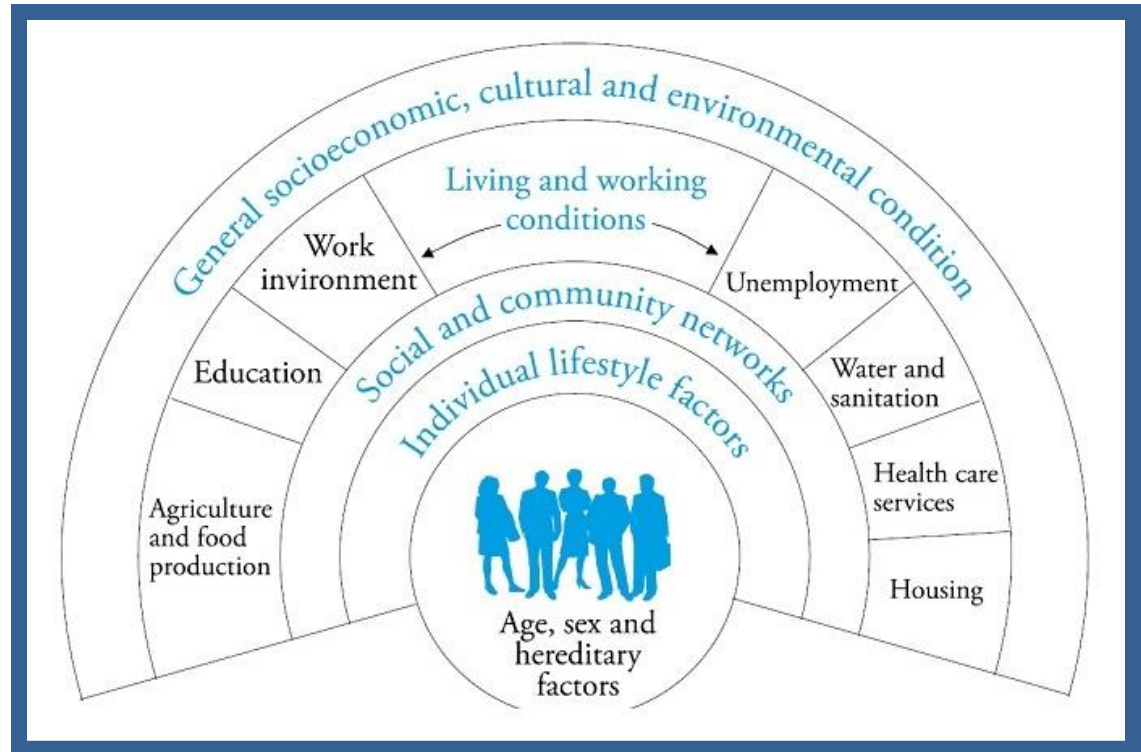 General socioeconomic, cultural and environmental condition
Living and working
conditions
Work
invironment
Unemployment
Education
Water and
sanitation
Agriculture
and food
production
Health care
services
Housing
Social and community networks
Individual lifestyle factors
Age, sex and
hereditary
factors